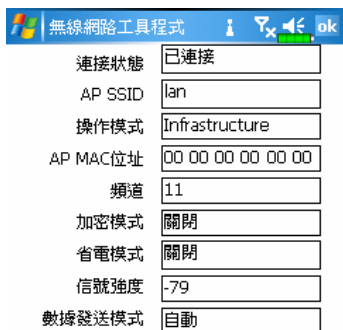 無線網路工具程式 ok
連接狀態 已連接
AP SSID lan
操作模式 Infrastructure
AP MAC位址 00 00 00 00 00 00
頻道 11
加密模式 關閉
省電模式 關閉
信號強度 -79
數據發送模式 自動